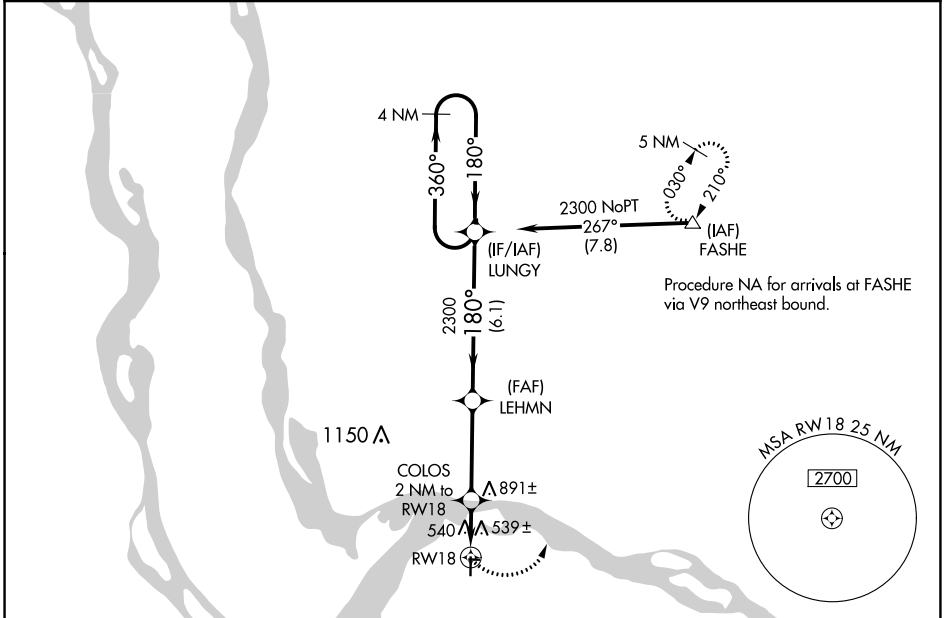 4 NM
360°
180°
5 NM
030°
210°
2300 NoPT
267°
(7.8)
(IAF)
FASHE
(IF/IAF)
LUNGY
Procedure NA for arrivals at FASHE
via V9 northeast bound.
2300
180°
(6.1)
(FAF)
LEHMN
1150
MSA RW18 25 NM
2700
COLOS
2 NM to
RW18
891±
540
539±
RW18